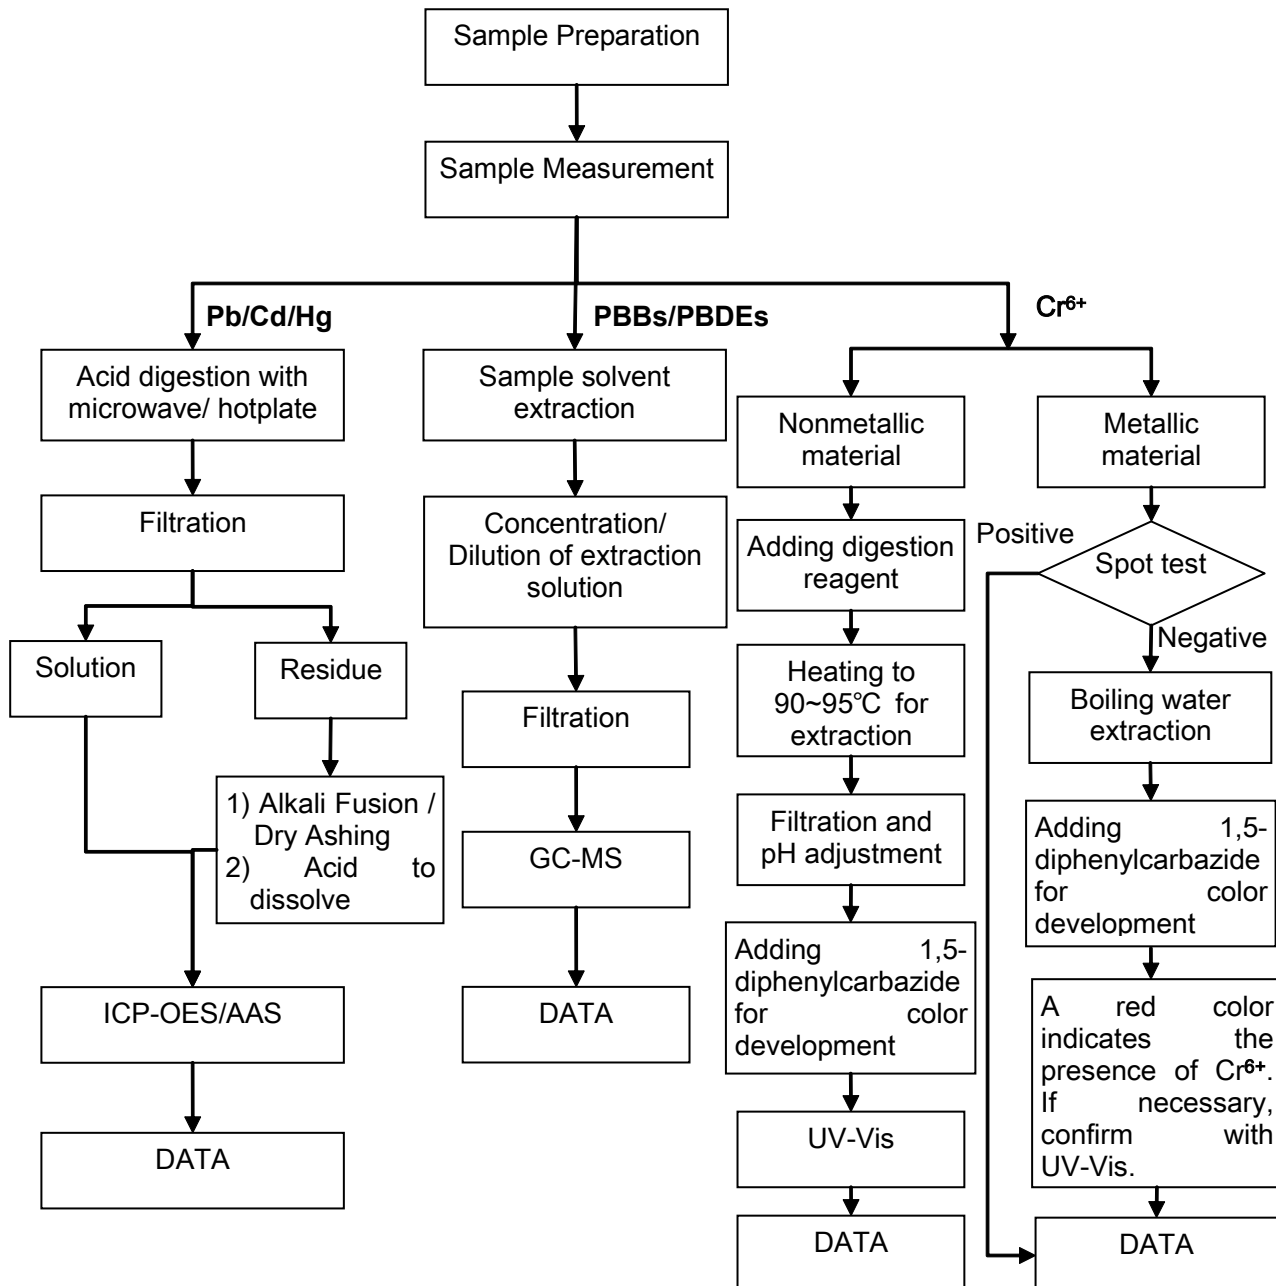 Sample Preparation
Sample Measurement
Pb/Cd/Hg
PBBs/PBDEs
Cr⁶⁺
Acid digestion with
microwave/ hotplate
Filtration
Solution
Residue
1) Alkali Fusion /
Dry Ashing
2) Acid to
dissolve
ICP-OES/AAS
DATA
Sample solvent
extraction
Concentration/
Dilution of extraction
solution
Filtration
GC-MS
DATA
Nonmetallic
material
Adding digestion
reagent
Heating to
90~95℃ for
extraction
Filtration and
pH adjustment
Adding 1,5-
diphenylcarbazide
for color
development
UV-Vis
DATA
Metallic
material
Positive
Spot test
Negative
Boiling water
extraction
Adding 1,5-
diphenylcarbazide
for color
development
A red color
indicates the
presence of Cr⁶⁺.
If necessary,
confirm with
UV-Vis.
DATA